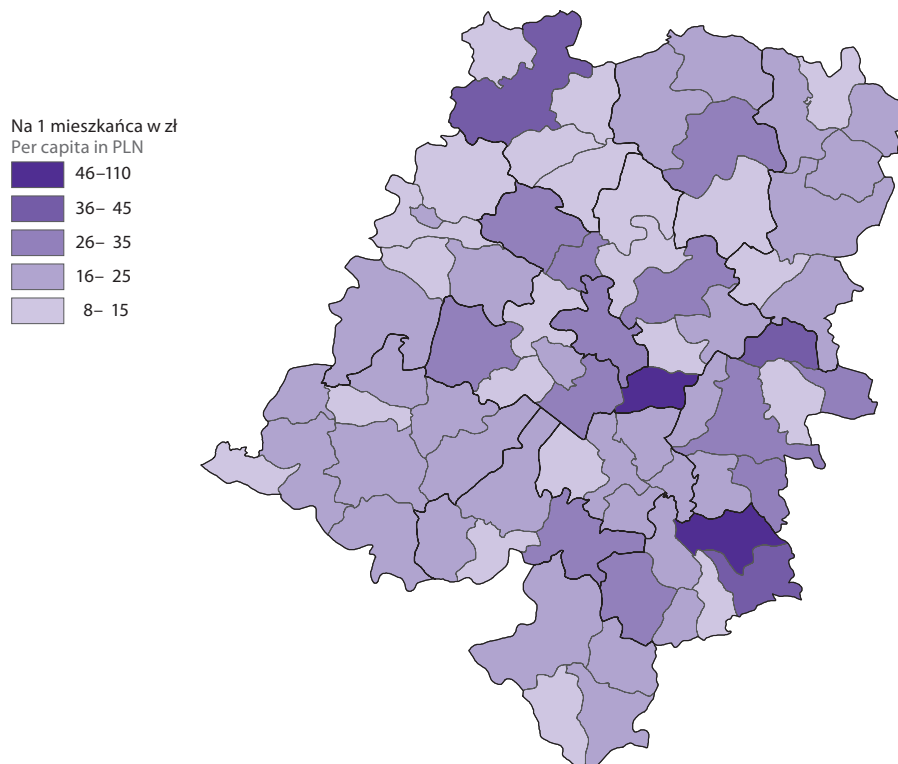 Na 1 mieszkańca w zł
Per capita in PLN
46–110
36– 45
26– 35
16– 25
8– 15